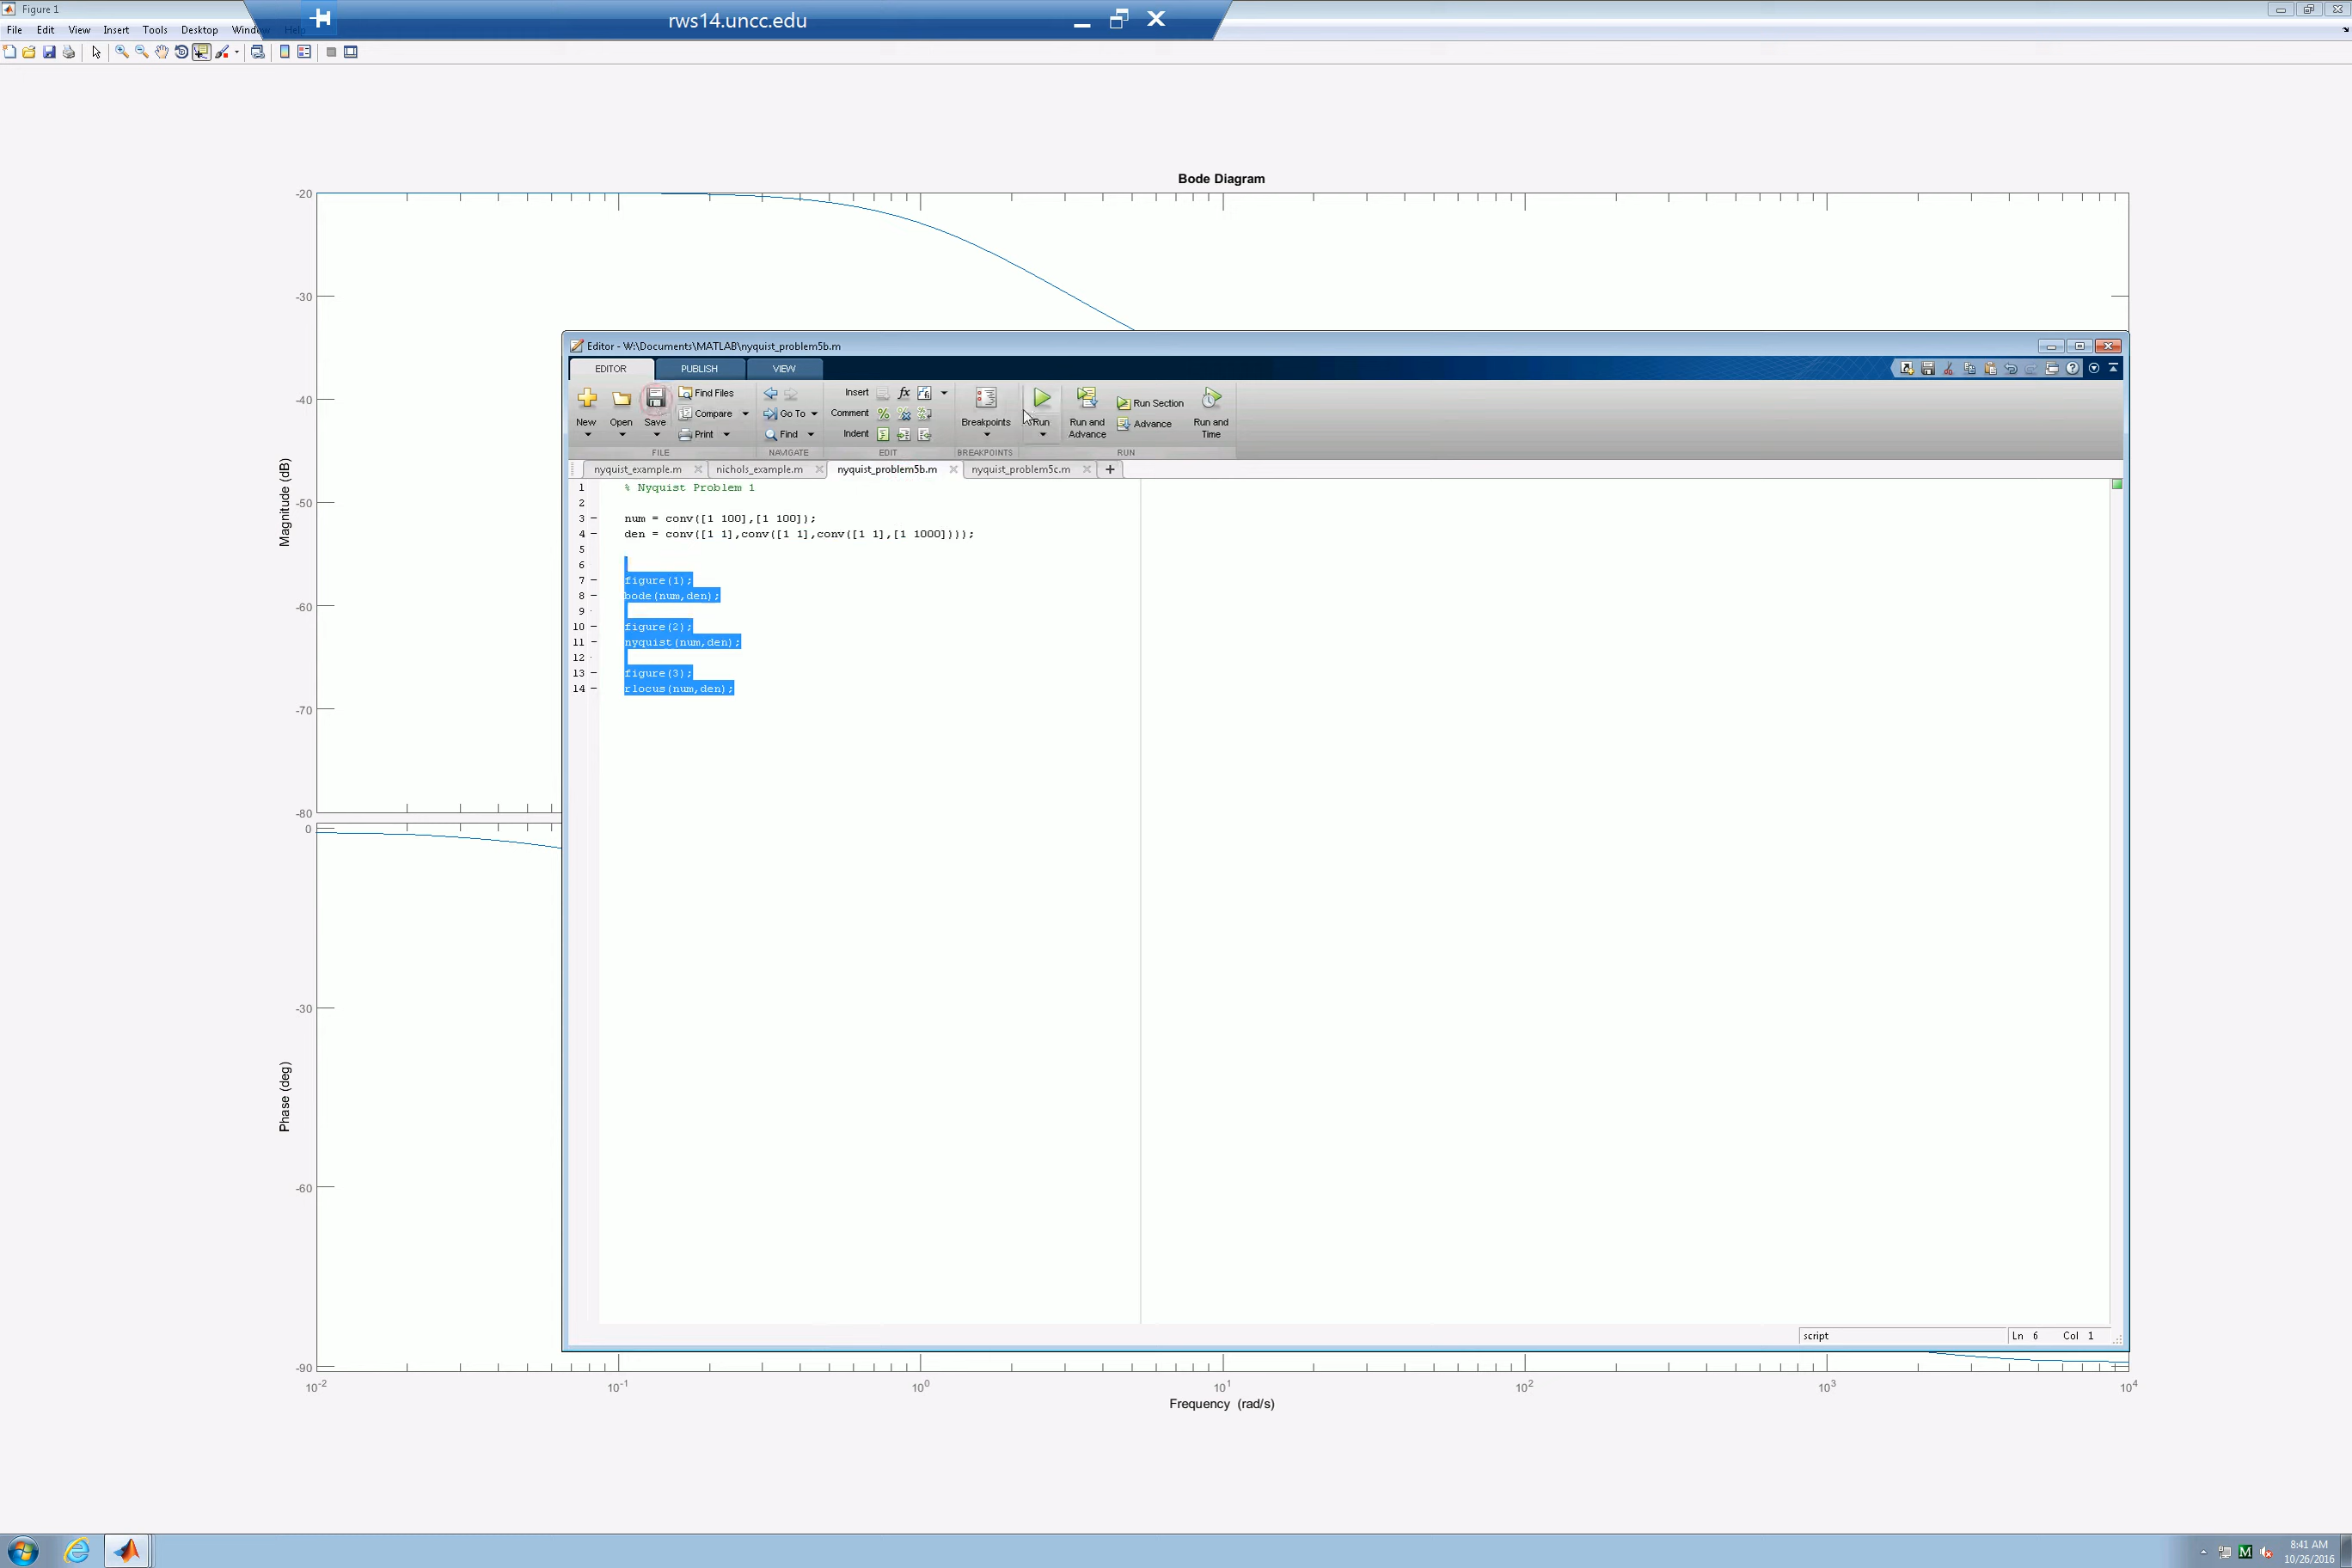 Figure 1
rws14.uncc.edu
File Edit View Insert Tools Desktop Window Help
Bode Diagram
-20
-30
-40
-50
-60
-70
-80
Magnitude (dB)
Editor - W:\Documents\MATLAB\nyquist_problem5b.m
EDITOR PUBLISH VIEW
New Open Save Find Files Compare Print
Go To Find
Insert fx
Comment
Indent
Breakpoints Run Run and Advance Run Section Advance Run and Time
FILE NAVIGATE EDIT BREAKPOINTS RUN
nyquist_example.m nichols_example.m nyquist_problem5b.m nyquist_problem5c.m +
1 % Nyquist Problem 1
2
3 – num = conv([1 100],[1 100]);
4 – den = conv([1 1],conv([1 1],conv([1 1],[1 1000])));
5
6
7 – figure(1);
8 – bode(num,den);
9
10 – figure(2);
11 – nyquist(num,den);
12
13 – figure(3);
14 – rlocus(num,den);
script Ln 6 Col 1
0
-30
-60
-90
Phase (deg)
10-2 10-1 100 101 102 103 104
Frequency (rad/s)
8:41 AM
10/26/2016